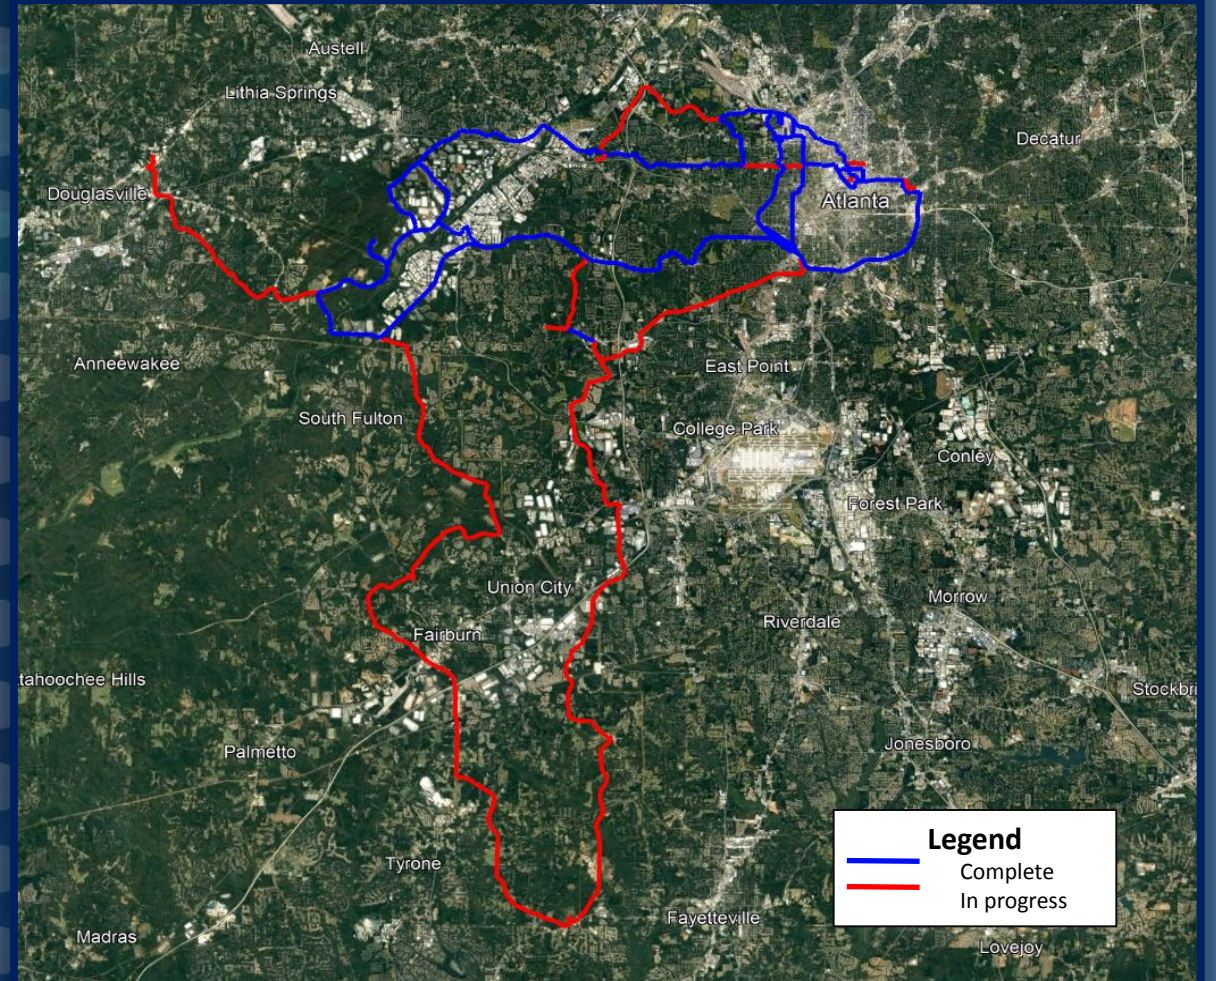 Austell
Lithia Springs
Decatur
Douglasville
Atlanta
Anneewakee
East Point
South Fulton
College Park
Conley
Forest Park
Union City
Morrow
Riverdale
Fairburn
tahoochee Hills
Stockbri
Jonesboro
Palmetto
Legend
Complete
In progress
Tyrone
Fayetteville
Madras
Lovejoy